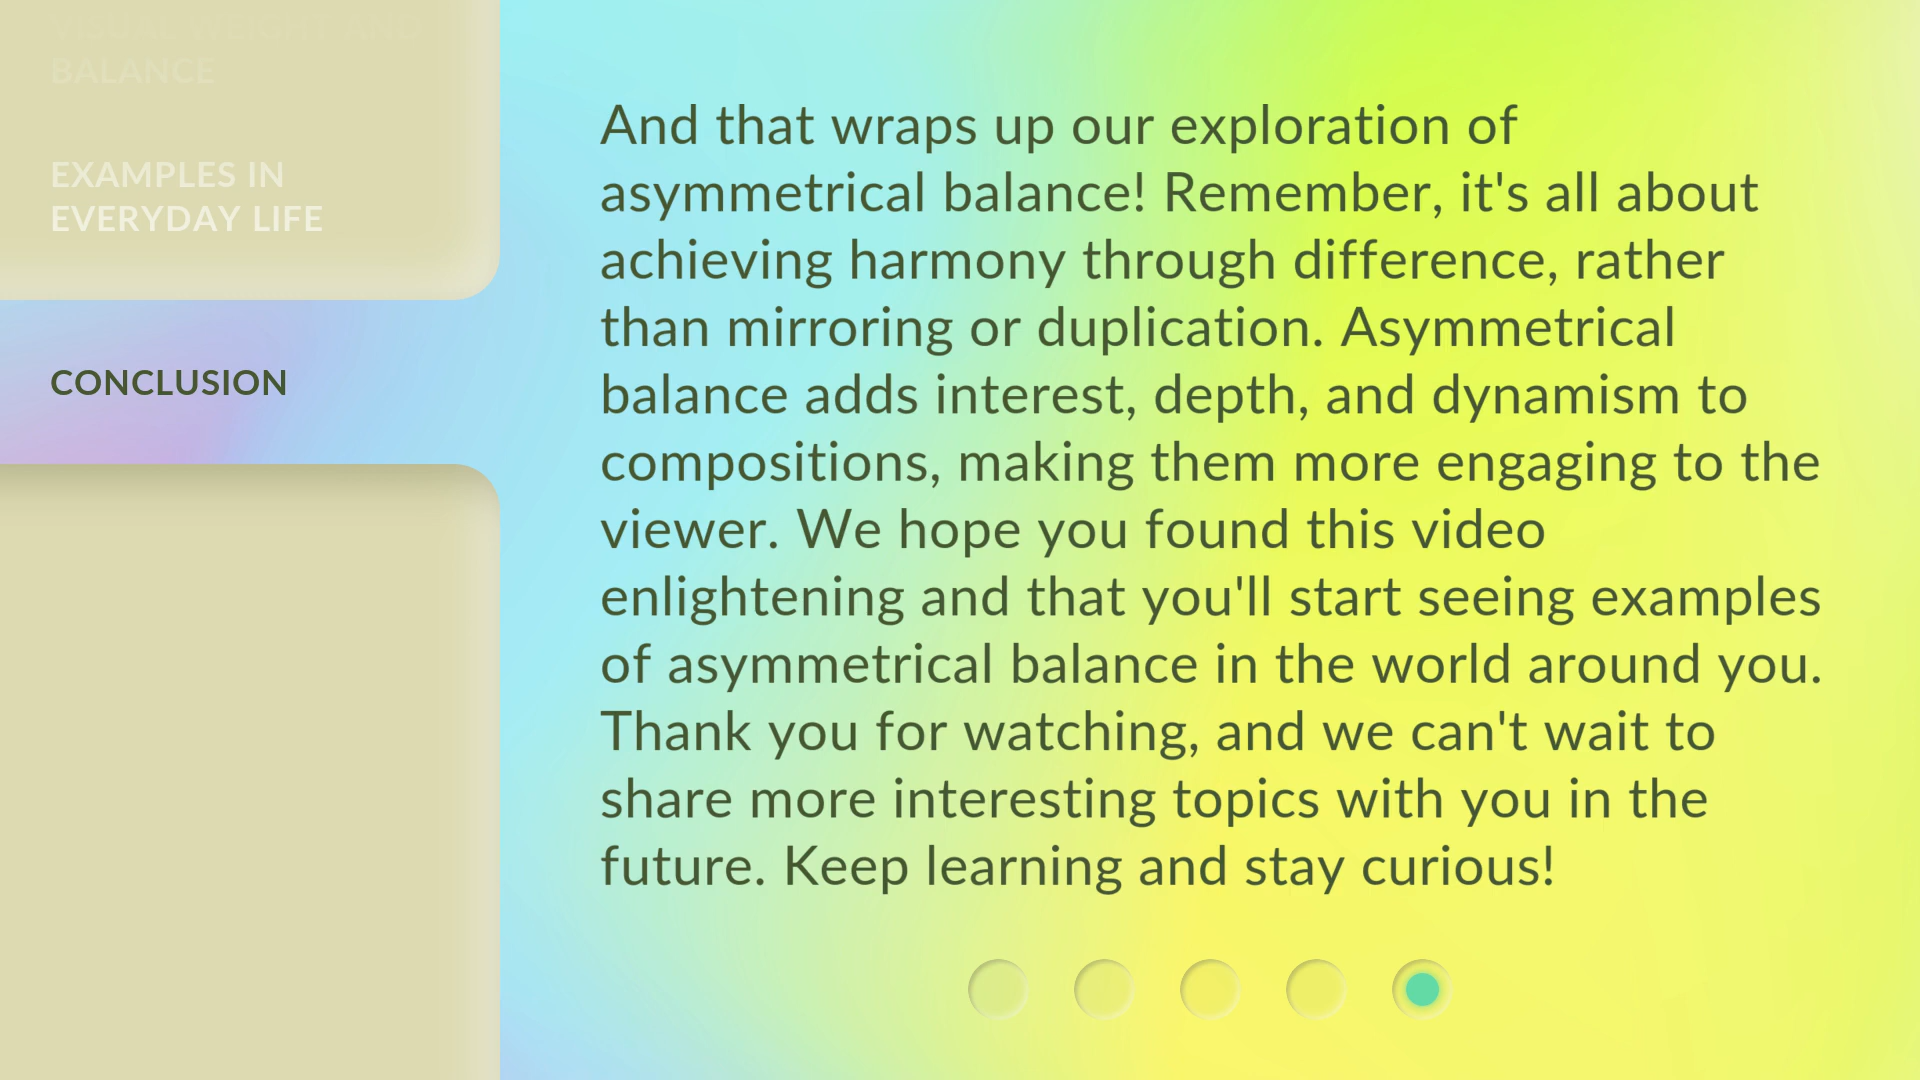 VISUAL WEIGHT AND
BALANCE
EXAMPLES IN
EVERYDAY LIFE
CONCLUSION
And that wraps up our exploration of
asymmetrical balance! Remember, it's all about
achieving harmony through difference, rather
than mirroring or duplication. Asymmetrical
balance adds interest, depth, and dynamism to
compositions, making them more engaging to the
viewer. We hope you found this video
enlightening and that you'll start seeing examples
of asymmetrical balance in the world around you.
Thank you for watching, and we can't wait to
share more interesting topics with you in the
future. Keep learning and stay curious!